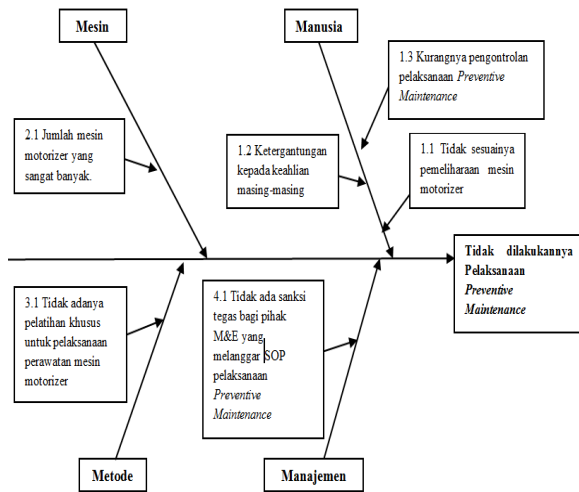 Mesin
Manusia
1.3 Kurangnya pengontrolan
pelaksanaan Preventive
Maintenance
2.1 Jumlah mesin
motorizer yang
sangat banyak.
1.2 Ketergantungan
kepada keahlian
masing-masing
1.1 Tidak sesuainya
pemeliharaan mesin
motorizer
Tidak dilakukannya
Pelaksanaan
Preventive
Maintenance
3.1 Tidak adanya
pelatihan khusus
untuk pelaksanaan
perawatan mesin
motorizer
4.1 Tidak ada sanksi
tegas bagi pihak
M&E yang
melanggar SOP
pelaksanaan
Preventive
Maintenance
Metode
Manajemen